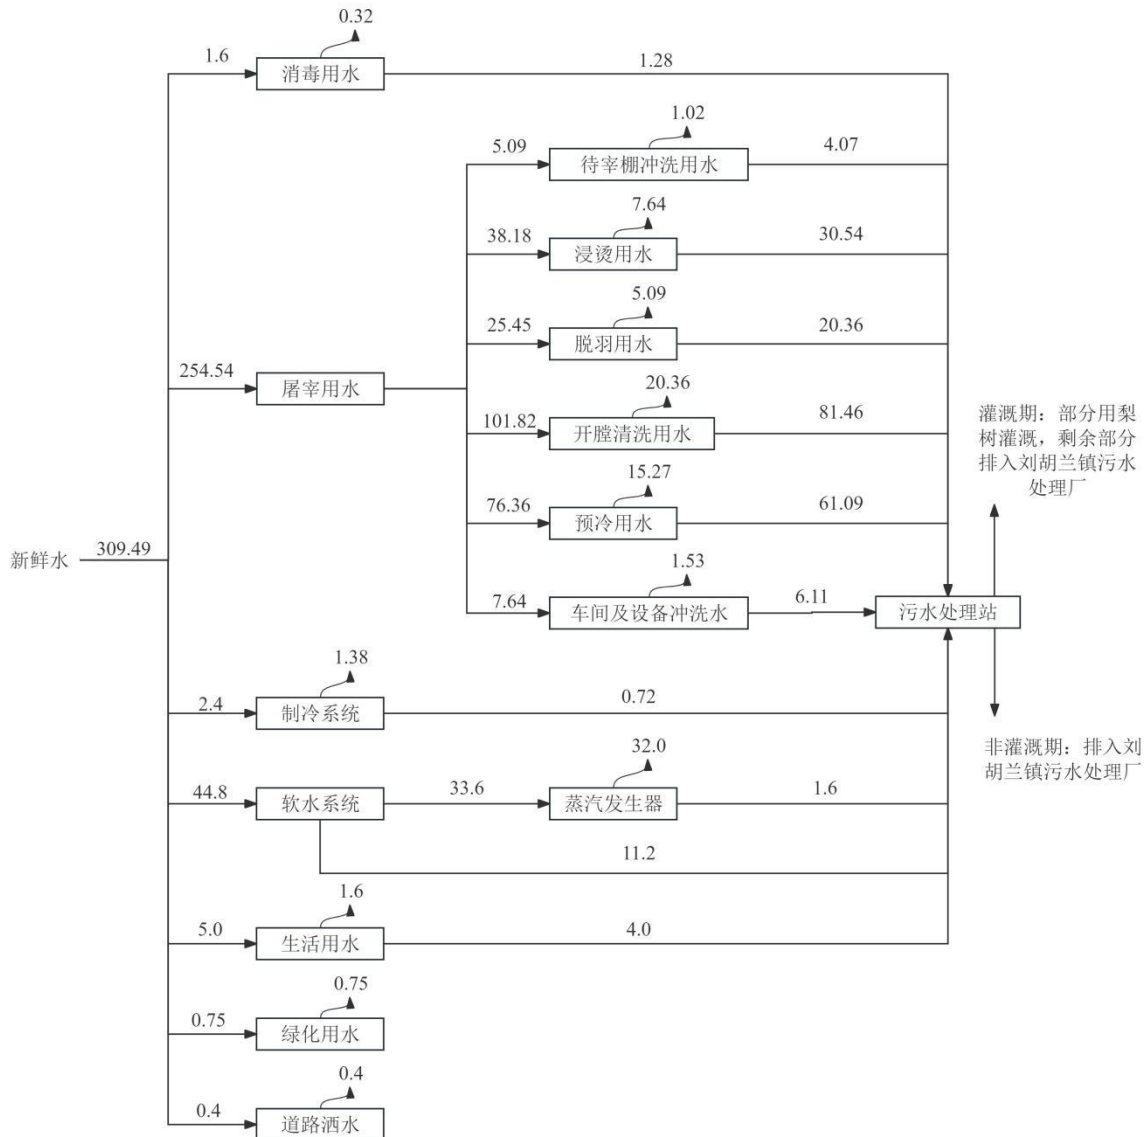 0.32
1.6
消毒用水
1.28
1.02
5.09
待宰棚冲洗用水
4.07
7.64
38.18
浸烫用水
30.54
5.09
25.45
脱羽用水
20.36
254.54
屠宰用水
20.36
101.82
开膛清洗用水
81.46
灌溉期：部分用梨
树灌溉，剩余部分
排入刘胡兰镇污水
处理厂
15.27
76.36
预冷用水
61.09
新鲜水
309.49
1.53
7.64
车间及设备冲洗水
6.11
污水处理站
1.38
2.4
制冷系统
0.72
非灌溉期：排入刘
胡兰镇污水处理厂
32.0
44.8
软水系统
33.6
蒸汽发生器
1.6
11.2
1.6
5.0
生活用水
4.0
0.75
0.75
绿化用水
0.4
0.4
道路洒水